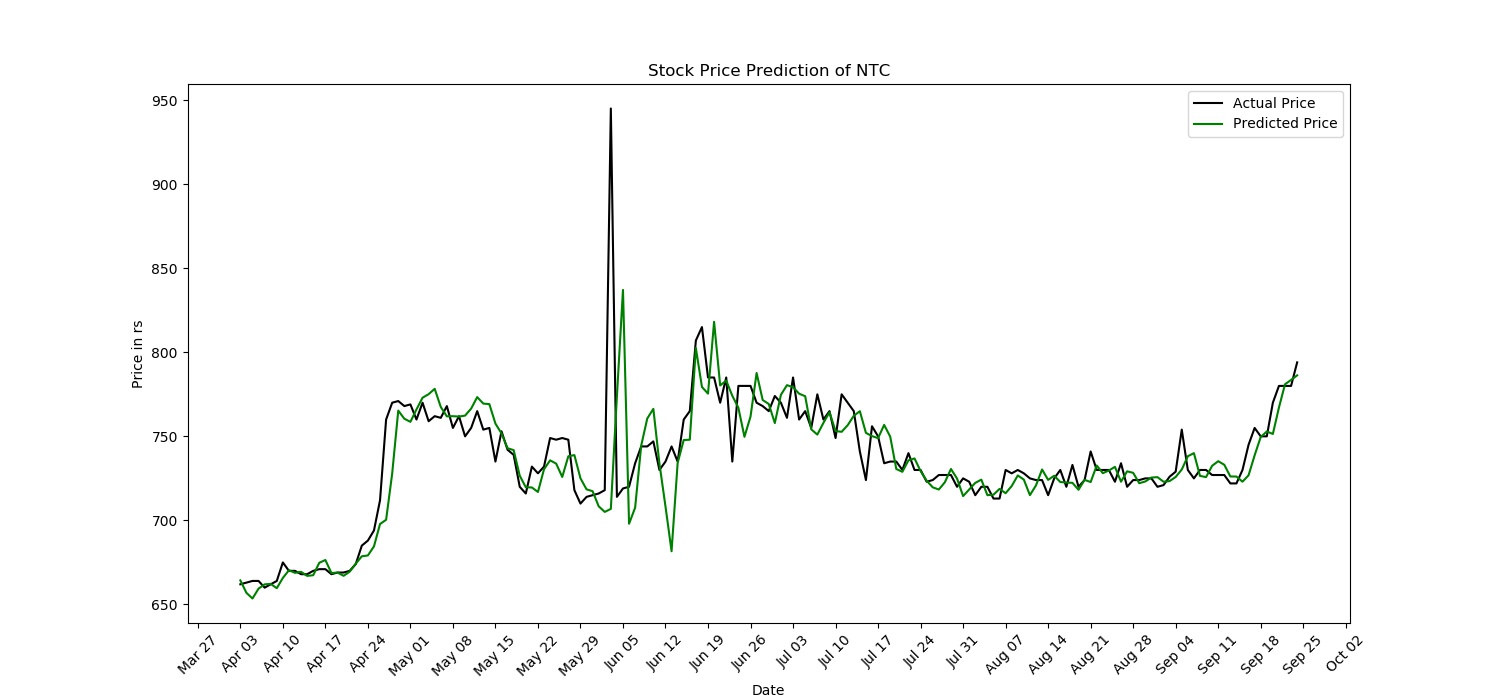 Stock Price Prediction of NTC
Actual Price
Predicted Price
Price in rs
950
900
850
800
750
700
650
Mar 27
Apr 03
Apr 10
Apr 17
Apr 24
May 01
May 08
May 15
May 22
May 29
Jun 05
Jun 12
Jun 19
Jun 26
Jul 03
Jul 10
Jul 17
Jul 24
Jul 31
Aug 07
Aug 14
Aug 21
Aug 28
Sep 04
Sep 11
Sep 18
Sep 25
Oct 02
Date